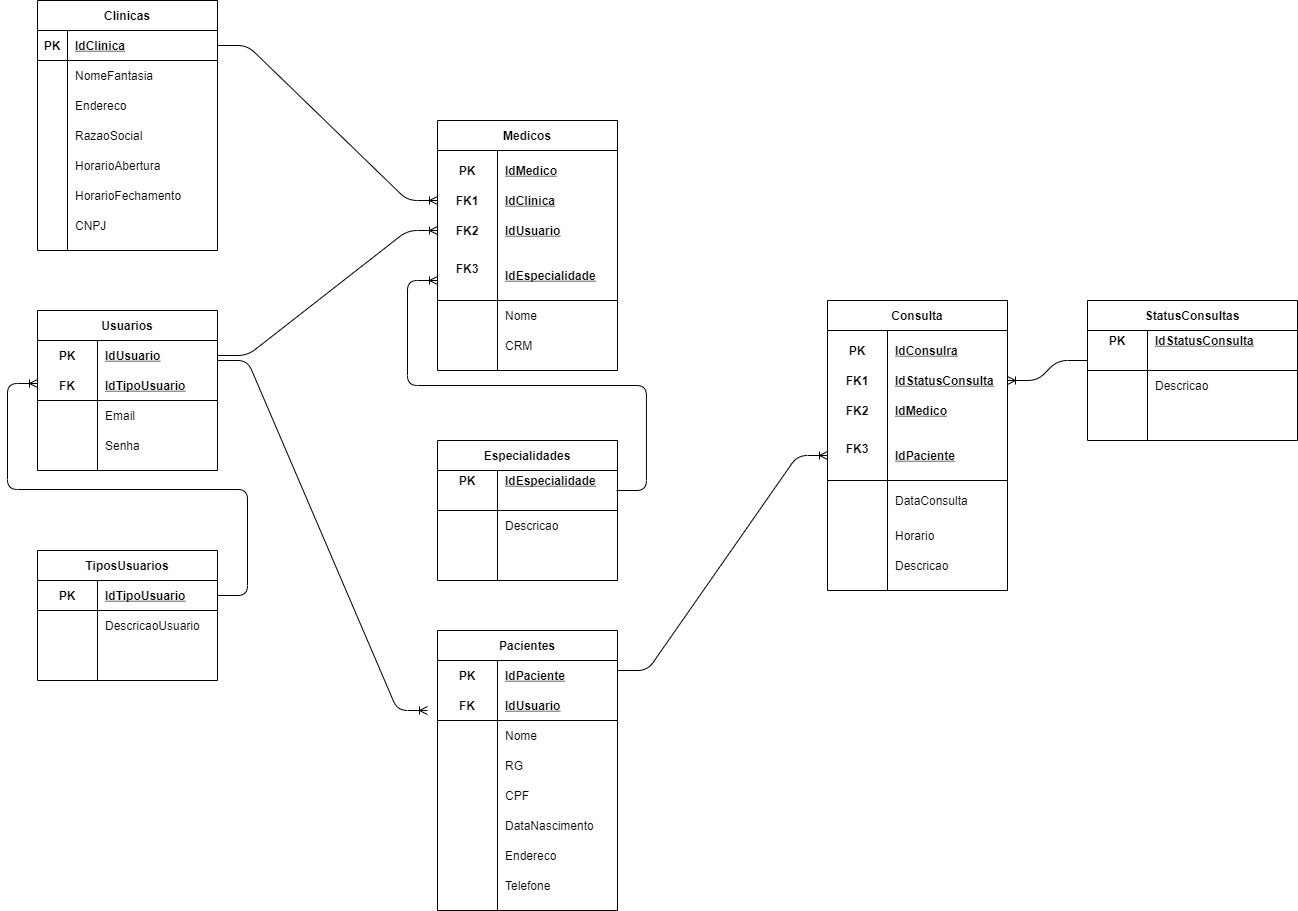 Clinicas
PK IdClinica
NomeFantasia
Endereco
RazaoSocial
HorarioAbertura
HorarioFechamento
CNPJ
Usuarios
PK IdUsuario
FK IdTipoUsuario
Email
Senha
TiposUsuarios
PK IdTipoUsuario
DescricaoUsuario
Medicos
PK IdMedico
FK1 IdClinica
FK2 IdUsuario
FK3 IdEspecialidade
Nome
CRM
Especialidades
PK IdEspecialidade
Descricao
Pacientes
PK IdPaciente
FK IdUsuario
Nome
RG
CPF
DataNascimento
Endereco
Telefone
Consulta
PK IdConsulra
FK1 IdStatusConsulta
FK2 IdMedico
FK3 IdPaciente
DataConsulta
Horario
Descricao
StatusConsultas
PK IdStatusConsulta
Descricao